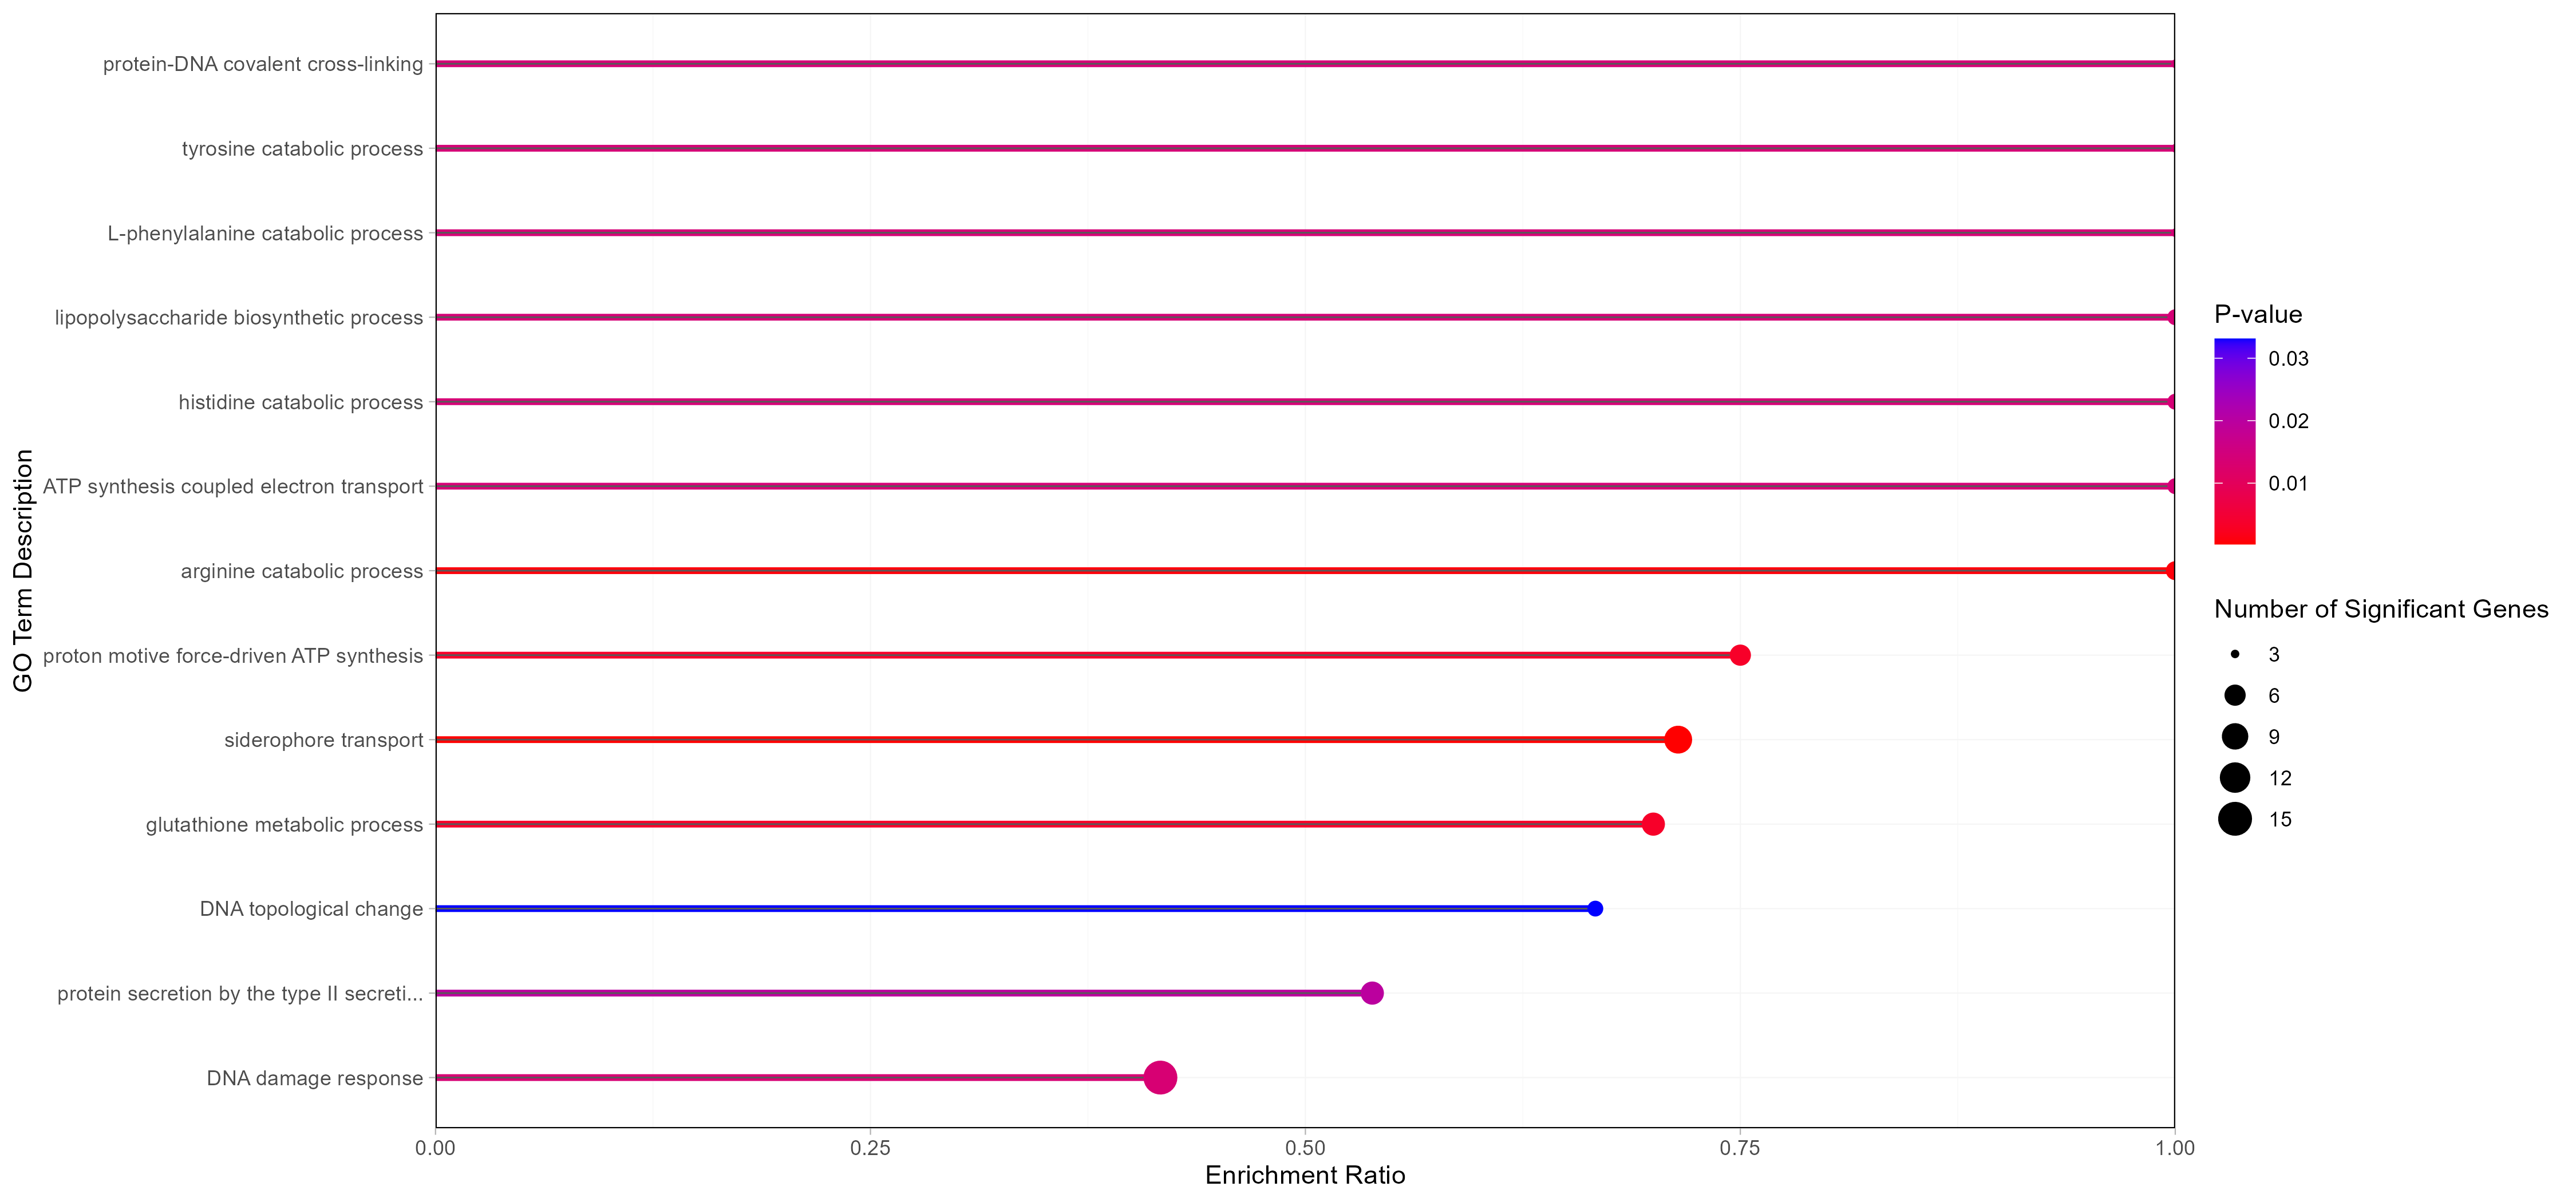 GO Term Description
protein-DNA covalent cross-linking
tyrosine catabolic process
L-phenylalanine catabolic process
lipopolysaccharide biosynthetic process
histidine catabolic process
ATP synthesis coupled electron transport
arginine catabolic process
proton motive force-driven ATP synthesis
siderophore transport
glutathione metabolic process
DNA topological change
protein secretion by the type II secreti...
DNA damage response
0.00 0.25 0.50 0.75 1.00
Enrichment Ratio
P-value
0.03
0.02
0.01
Number of Significant Genes
3
6
9
12
15